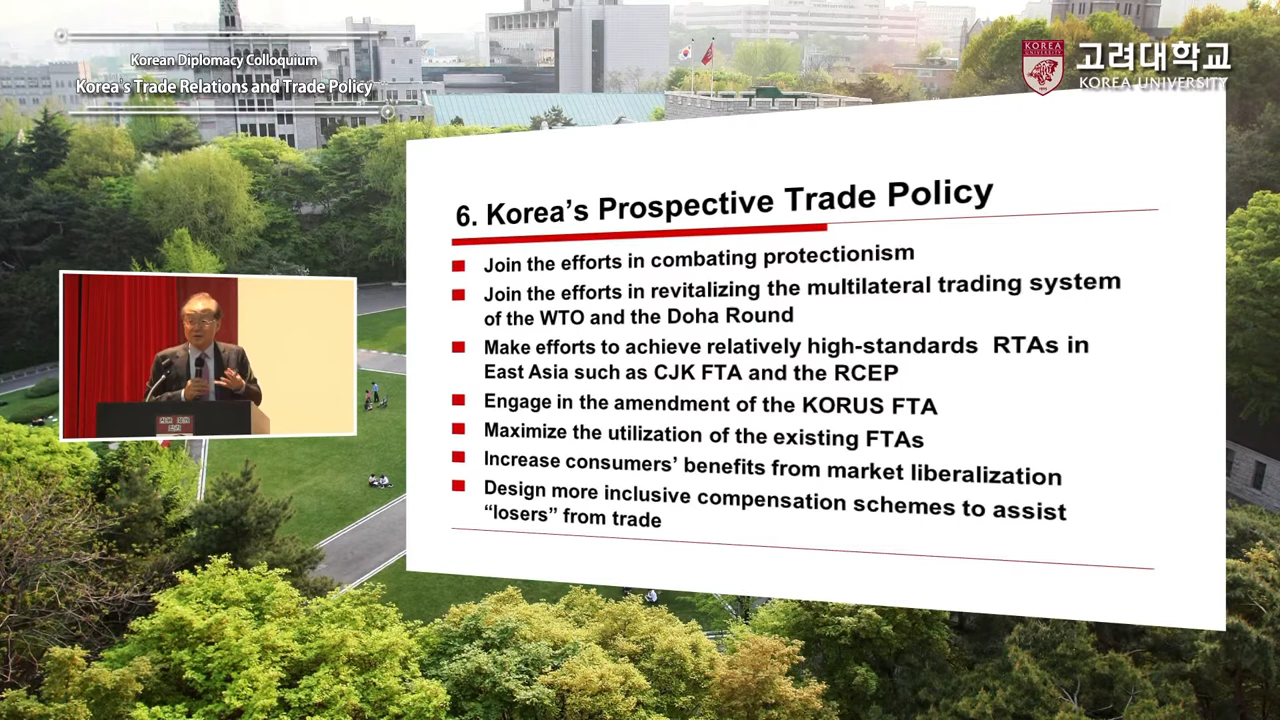 Korean Diplomacy Colloquium
Korea's Trade Relations and Trade Policy
KOREA
UNIVERSITY
고려대학교
KOREA UNIVERSITY
6. Korea's Prospective Trade Policy
Join the efforts in combating protectionism
Join the efforts in revitalizing the multilateral trading system
of the WTO and the Doha Round
Make efforts to achieve relatively high-standards RTAs in
East Asia such as CJK FTA and the RCEP
Engage in the amendment of the KORUS FTA
Maximize the utilization of the existing FTAs
Increase consumers' benefits from market liberalization
Design more inclusive compensation schemes to assist
“losers” from trade